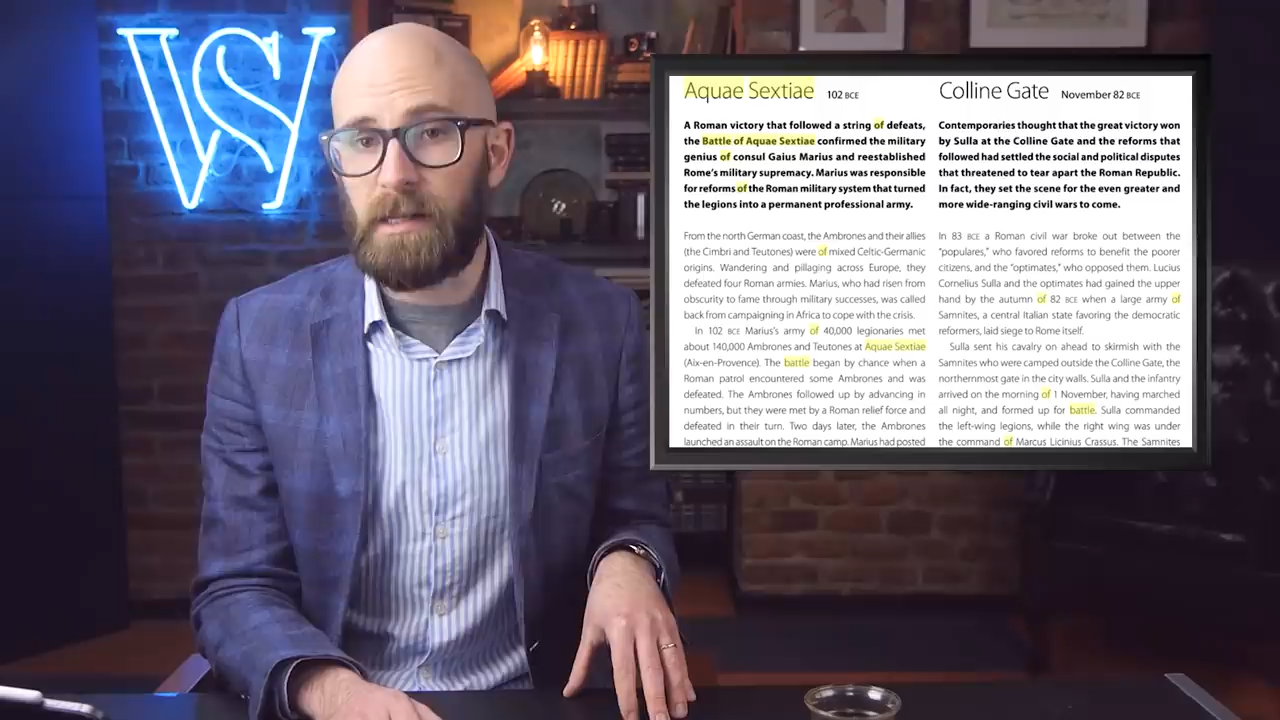 WS
Aquae Sextiae 102 BCE
A Roman victory that followed a string of defeats,
the Battle of Aquae Sextiae confirmed the military
genius of consul Gaius Marius and reestablished
Rome's military supremacy. Marius was responsible
for reforms of the Roman military system that turned
the legions into a permanent professional army.
From the north German coast, the Ambrones and their allies
(the Cimbri and Teutones) were of mixed Celtic-Germanic
origins. Wandering and pillaging across Europe, they
defeated four Roman armies. Marius, who had risen from
obscurity to fame through military successes, was called
back from campaigning in Africa to cope with the crisis.
In 102 BCE Marius's army of 40,000 legionaries met
about 140,000 Ambrones and Teutones at Aquae Sextiae
(Aix-en-Provence). The battle began by chance when a
Roman patrol encountered some Ambrones and was
defeated. The Ambrones followed up by advancing in
numbers, but they were met by a Roman relief force and
defeated in their turn. Two days later, the Ambrones
launched an assault on the Roman camp. Marius had posted
Colline Gate November 82 BCE
Contemporaries thought that the great victory won
by Sulla at the Colline Gate and the reforms that
followed had settled the social and political disputes
that threatened to tear apart the Roman Republic.
In fact, they set the scene for the even greater and
more wide-ranging civil wars to come.
In 83 BCE a Roman civil war broke out between the
"populares," who favored reforms to benefit the poorer
citizens, and the "optimates," who opposed them. Lucius
Cornelius Sulla and the optimates had gained the upper
hand by the autumn of 82 BCE when a large army of
Samnites, a central Italian state favoring the democratic
reformers, laid siege to Rome itself.
Sulla sent his cavalry on ahead to skirmish with the
Samnites who were camped outside the Colline Gate, the
northernmost gate in the city walls. Sulla and the infantry
arrived on the morning of 1 November, having marched
all night, and formed up for battle. Sulla commanded
the left-wing legions, while the right wing was under
the command of Marcus Licinius Crassus. The Samnites